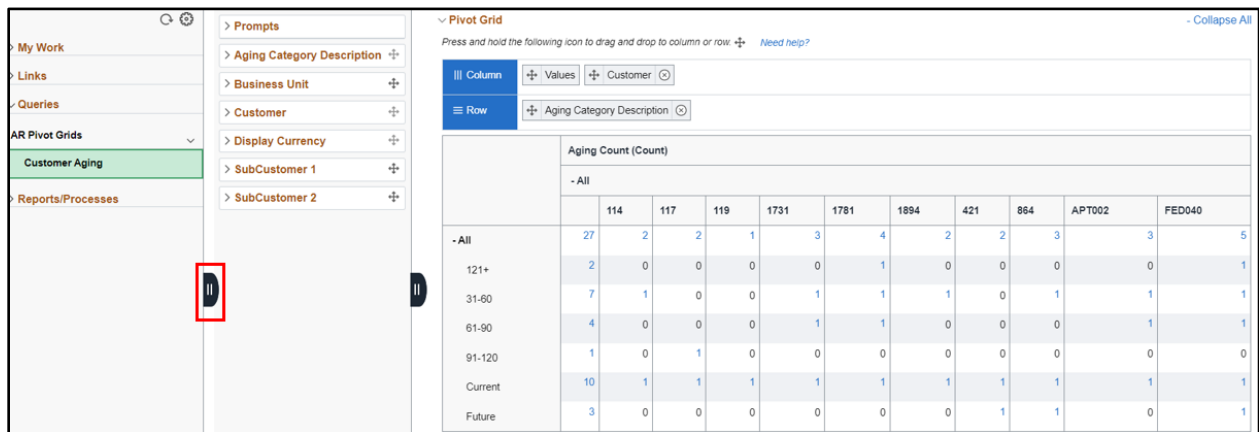 My Work
Links
Queries
AR Pivot Grids
Customer Aging
Reports/Processes
Prompts
Aging Category Description
Business Unit
Customer
Display Currency
SubCustomer 1
SubCustomer 2
Pivot Grid - Collapse All
Press and hold the following icon to drag and drop to column or row. Need help?
Column Values Customer
Row Aging Category Description
Aging Count (Count)
- All
114 117 119 1731 1781 1894 421 864 APT002 FED040
- All 27 2 2 1 3 4 2 2 3 3 5
121+ 2 0 0 0 0 1 0 0 0 0 1
31-60 7 1 0 0 1 1 1 0 1 1 1
61-90 4 0 0 0 1 1 0 0 0 1 1
91-120 1 0 1 0 0 0 0 0 0 0 0
Current 10 1 1 1 1 1 1 1 1 1 1
Future 3 0 0 0 0 0 0 1 1 0 1